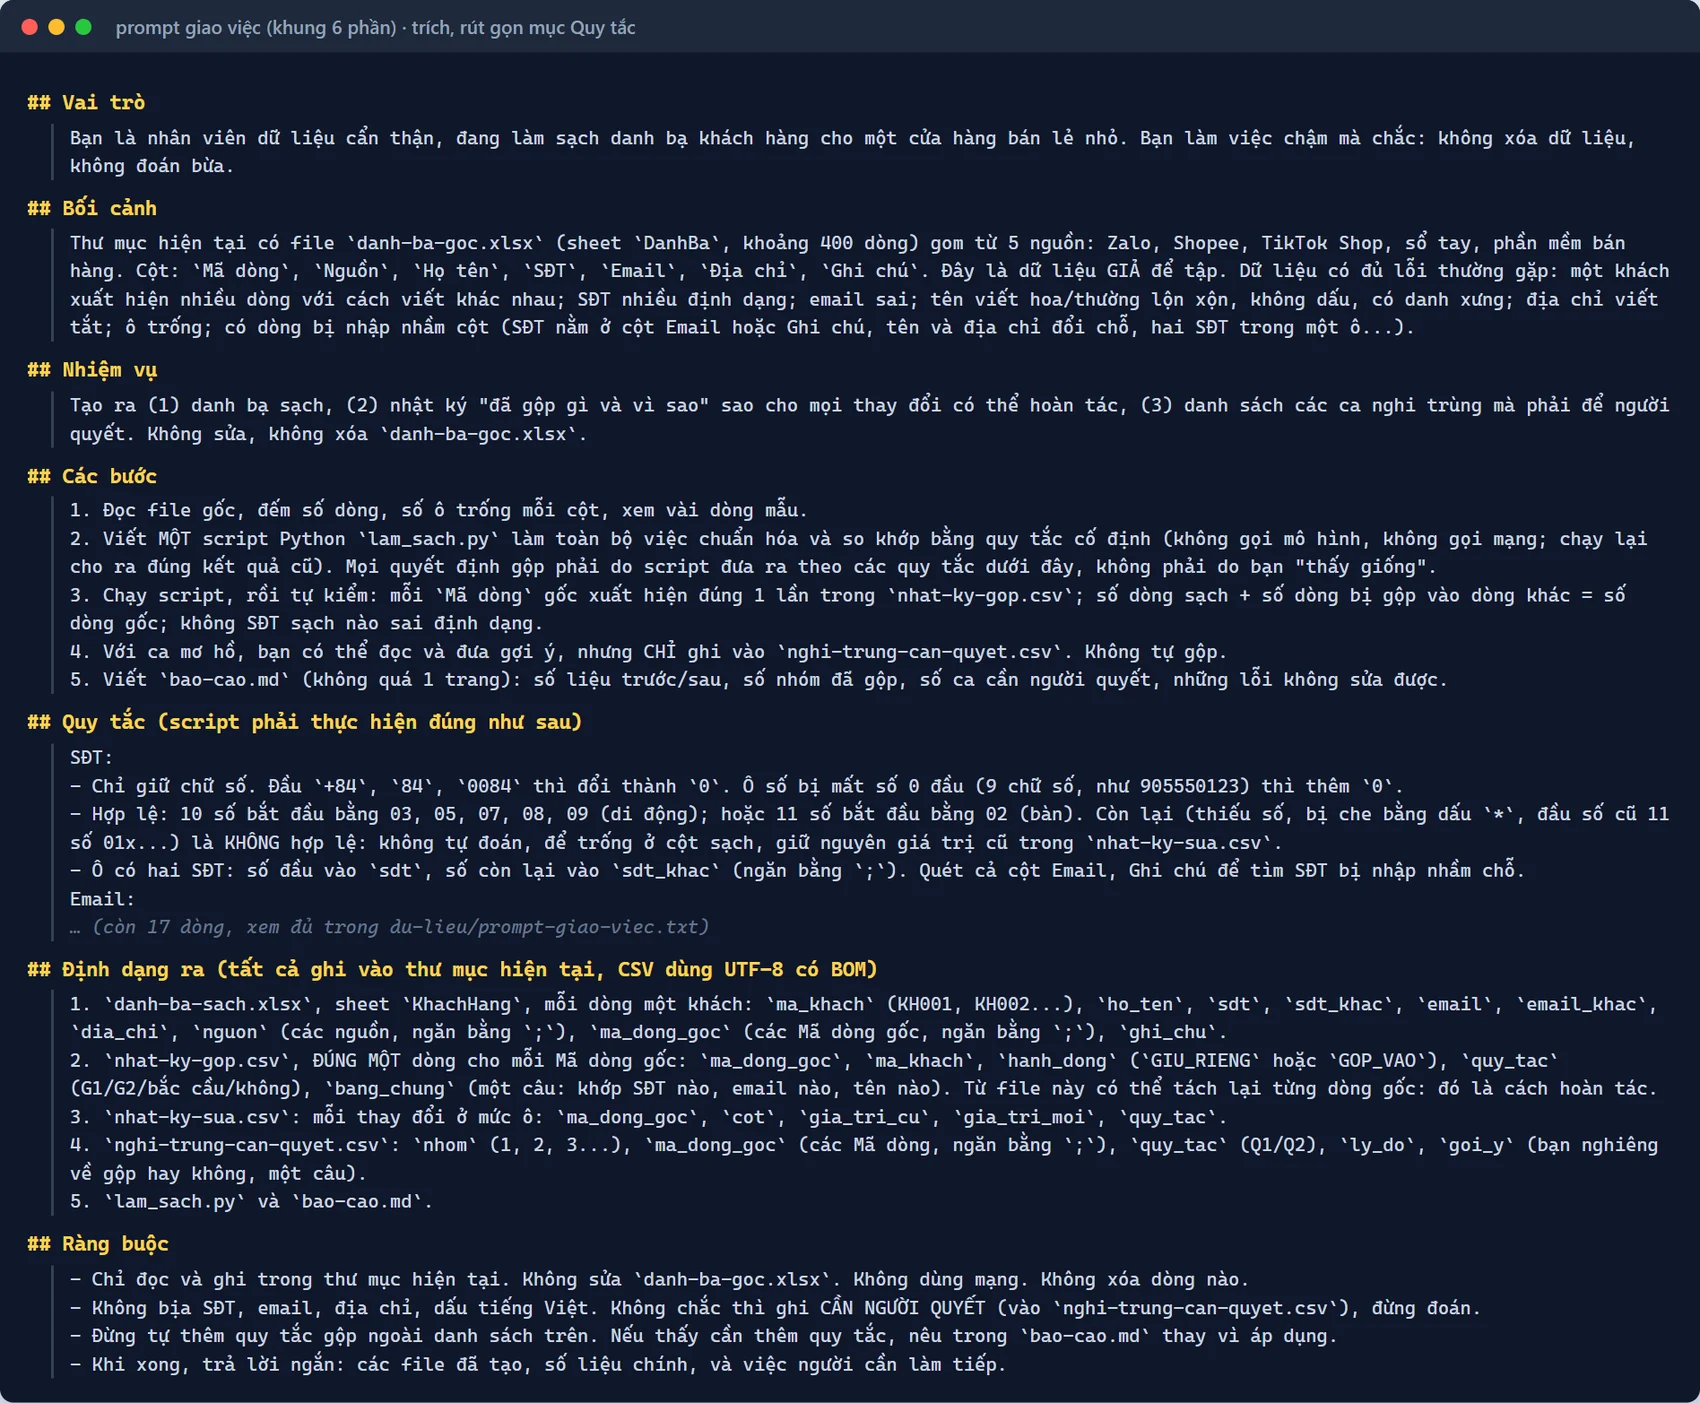 prompt giao việc (khung 6 phần) · trích, rút gọn mục Quy tắc
## Vai trò
Bạn là nhân viên dữ liệu cẩn thận, đang làm sạch danh bạ khách hàng cho một cửa hàng bán lẻ nhỏ. Bạn làm việc chậm mà chắc: không xóa dữ liệu,
không đoán bừa.
## Bối cảnh
Thư mục hiện tại có file `danh-ba-goc.xlsx` (sheet `DanhBa`, khoảng 400 dòng) gom từ 5 nguồn: Zalo, Shopee, TikTok Shop, sổ tay, phần mềm bán
hàng. Cột: `Mã dòng`, `Nguồn`, `Họ tên`, `SĐT`, `Email`, `Địa chỉ`, `Ghi chú`. Đây là dữ liệu GIẢ để tập. Dữ liệu có đủ lỗi thường gặp: một khách
xuất hiện nhiều dòng với cách viết khác nhau; SĐT nhiều định dạng; email sai; tên viết hoa/thường lộn xộn, không dấu, có danh xưng; địa chỉ viết
tắt; ô trống; có dòng bị nhập nhầm cột (SĐT nằm ở cột Email hoặc Ghi chú, tên và địa chỉ đổi chỗ, hai SĐT trong một ô...).
## Nhiệm vụ
Tạo ra (1) danh bạ sạch, (2) nhật ký "đã gộp gì và vì sao" sao cho mọi thay đổi có thể hoàn tác, (3) danh sách các ca nghi trùng mà phải để người
quyết. Không sửa, không xóa `danh-ba-goc.xlsx`.
## Các bước
1. Đọc file gốc, đếm số dòng, số ô trống mỗi cột, xem vài dòng mẫu.
2. Viết MỘT script Python `lam_sach.py` làm toàn bộ việc chuẩn hóa và so khớp bằng quy tắc cố định (không gọi mô hình, không gọi mạng; chạy lại
cho ra đúng kết quả cũ). Mọi quyết định gộp phải do script đưa ra theo các quy tắc dưới đây, không phải do bạn "thấy giống".
3. Chạy script, rồi tự kiểm: mỗi `Mã dòng` gốc xuất hiện đúng 1 lần trong `nhat-ky-gop.csv`; số dòng sạch + số dòng bị gộp vào dòng khác = số
dòng gốc; không SĐT sạch nào sai định dạng.
4. Với ca mơ hồ, bạn có thể đọc và đưa gợi ý, nhưng CHỈ ghi vào `nghi-trung-can-quyet.csv`. Không tự gộp.
5. Viết `bao-cao.md` (không quá 1 trang): số liệu trước/sau, số nhóm đã gộp, số ca cần người quyết, những lỗi không sửa được.
## Quy tắc (script phải thực hiện đúng như sau)
SĐT:
- Chỉ giữ chữ số. Đầu `+84`, `84`, `0084` thì đổi thành `0`. Ô số bị mất số 0 đầu (9 chữ số, như 905550123) thì thêm `0`.
- Hợp lệ: 10 số bắt đầu bằng 03, 05, 07, 08, 09 (di động); hoặc 11 số bắt đầu bằng 02 (bàn). Còn lại (thiếu số, bị che bằng dấu `*`, đầu số cũ 11
số 01x...) là KHÔNG hợp lệ: không tự đoán, để trống ở cột sạch, giữ nguyên giá trị cũ trong `nhat-ky-sua.csv`.
- Ô có hai SĐT: số đầu vào `sdt`, số còn lại vào `sdt_khac` (ngăn bằng `;`). Quét cả cột Email, Ghi chú để tìm SĐT bị nhập nhầm chỗ.
Email:
… (còn 17 dòng, xem đủ trong du-lieu/prompt-giao-viec.txt)
## Định dạng ra (tất cả ghi vào thư mục hiện tại, CSV dùng UTF-8 có BOM)
1. `danh-ba-sach.xlsx`, sheet `KhachHang`, mỗi dòng một khách: `ma_khach` (KH001, KH002...), `ho_ten`, `sdt`, `sdt_khac`, `email`, `email_khac`,
`dia_chi`, `nguon` (các nguồn, ngăn bằng `;`), `ma_dong_goc` (các Mã dòng gốc, ngăn bằng `;`), `ghi_chu`.
2. `nhat-ky-gop.csv`, ĐÚNG MỘT dòng cho mỗi Mã dòng gốc: `ma_dong_goc`, `ma_khach`, `hanh_dong` (`GIU_RIENG` hoặc `GOP_VAO`), `quy_tac`
(G1/G2/bắc cầu/không), `bang_chung` (một câu: khớp SĐT nào, email nào, tên nào). Từ file này có thể tách lại từng dòng gốc: đó là cách hoàn tác.
3. `nhat-ky-sua.csv`: mỗi thay đổi ở mức ô: `ma_dong_goc`, `cot`, `gia_tri_cu`, `gia_tri_moi`, `quy_tac`.
4. `nghi-trung-can-quyet.csv`: `nhom` (1, 2, 3...), `ma_dong_goc` (các Mã dòng, ngăn bằng `;`), `quy_tac` (Q1/Q2), `ly_do`, `goi_y` (bạn nghiêng
về gộp hay không, một câu).
5. `lam_sach.py` và `bao-cao.md`.
## Ràng buộc
- Chỉ đọc và ghi trong thư mục hiện tại. Không sửa `danh-ba-goc.xlsx`. Không dùng mạng. Không xóa dòng nào.
- Không bịa SĐT, email, địa chỉ, dấu tiếng Việt. Không chắc thì ghi CẦN NGƯỜI QUYẾT (vào `nghi-trung-can-quyet.csv`), đừng đoán.
- Đừng tự thêm quy tắc gộp ngoài danh sách trên. Nếu thấy cần thêm quy tắc, nêu trong `bao-cao.md` thay vì áp dụng.
- Khi xong, trả lời ngắn: các file đã tạo, số liệu chính, và việc người cần làm tiếp.